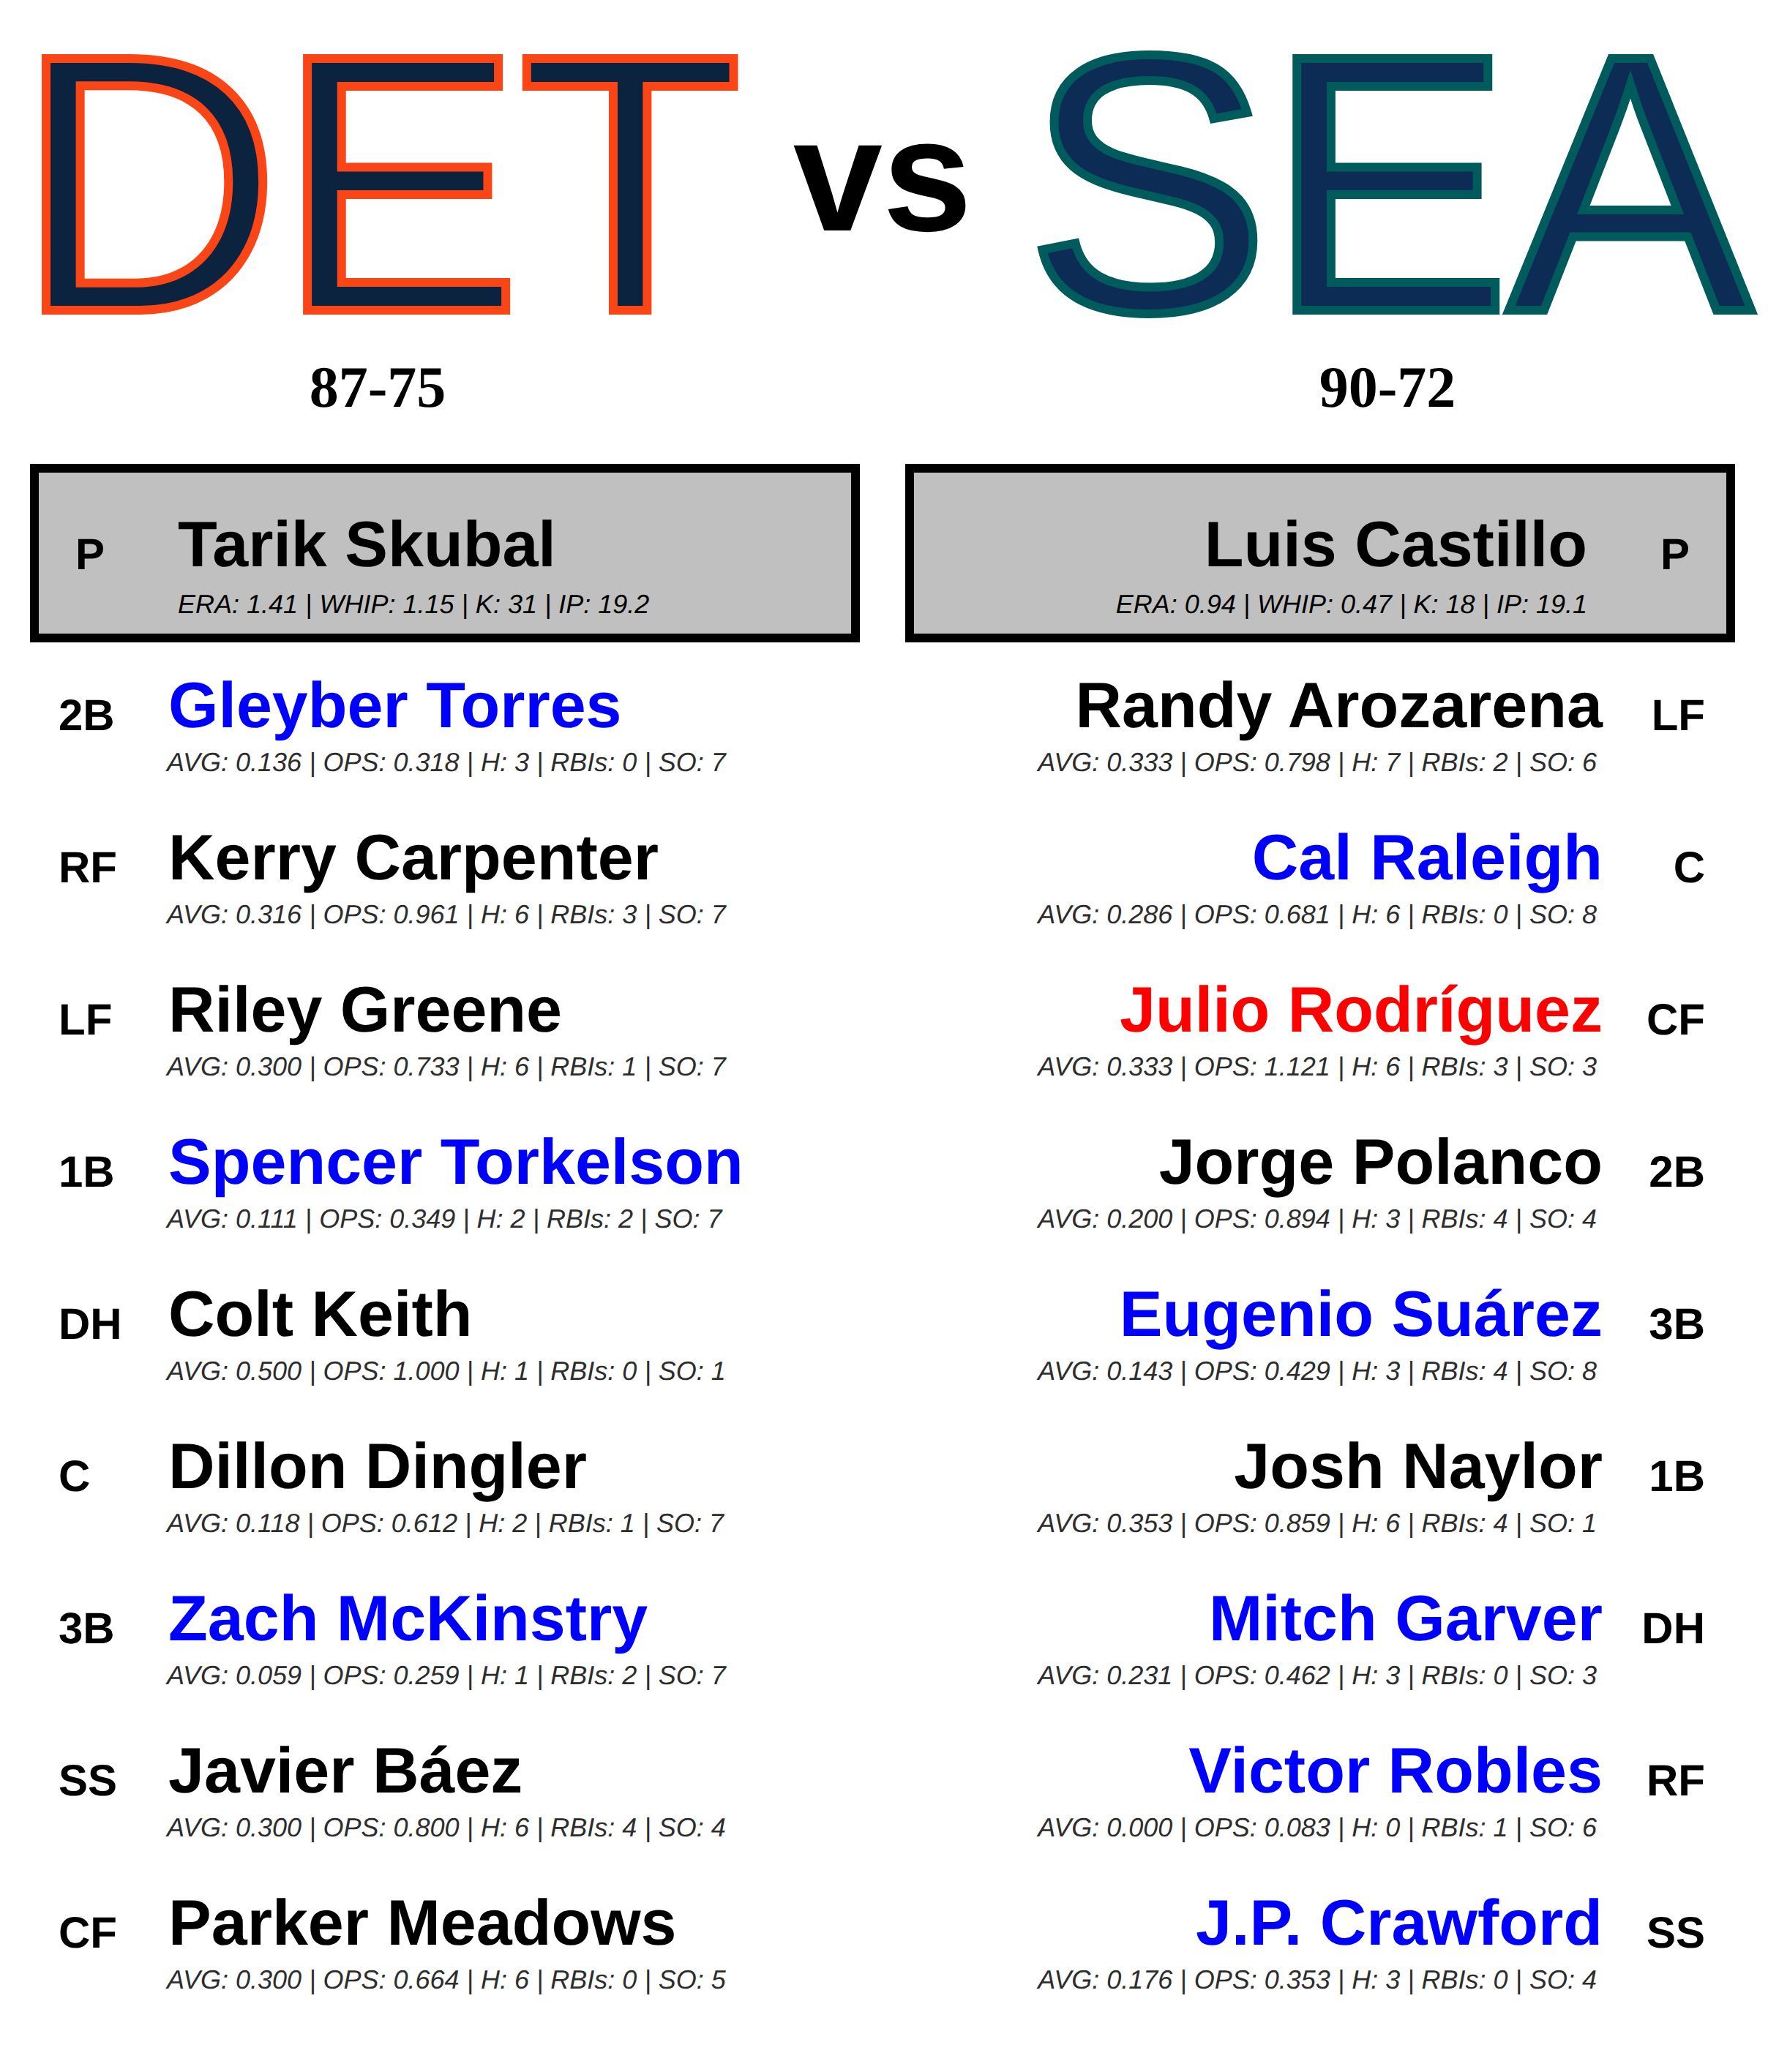 DET vs SEA
87-75 90-72
P Tarik Skubal
ERA: 1.41 | WHIP: 1.15 | K: 31 | IP: 19.2
2B Gleyber Torres
AVG: 0.136 | OPS: 0.318 | H: 3 | RBIs: 0 | SO: 7
RF Kerry Carpenter
AVG: 0.316 | OPS: 0.961 | H: 6 | RBIs: 3 | SO: 7
LF Riley Greene
AVG: 0.300 | OPS: 0.733 | H: 6 | RBIs: 1 | SO: 7
1B Spencer Torkelson
AVG: 0.111 | OPS: 0.349 | H: 2 | RBIs: 2 | SO: 7
DH Colt Keith
AVG: 0.500 | OPS: 1.000 | H: 1 | RBIs: 0 | SO: 1
C Dillon Dingler
AVG: 0.118 | OPS: 0.612 | H: 2 | RBIs: 1 | SO: 7
3B Zach McKinstry
AVG: 0.059 | OPS: 0.259 | H: 1 | RBIs: 2 | SO: 7
SS Javier Báez
AVG: 0.300 | OPS: 0.800 | H: 6 | RBIs: 4 | SO: 4
CF Parker Meadows
AVG: 0.300 | OPS: 0.664 | H: 6 | RBIs: 0 | SO: 5
Luis Castillo P
ERA: 0.94 | WHIP: 0.47 | K: 18 | IP: 19.1
Randy Arozarena LF
AVG: 0.333 | OPS: 0.798 | H: 7 | RBIs: 2 | SO: 6
Cal Raleigh C
AVG: 0.286 | OPS: 0.681 | H: 6 | RBIs: 0 | SO: 8
Julio Rodríguez CF
AVG: 0.333 | OPS: 1.121 | H: 6 | RBIs: 3 | SO: 3
Jorge Polanco 2B
AVG: 0.200 | OPS: 0.894 | H: 3 | RBIs: 4 | SO: 4
Eugenio Suárez 3B
AVG: 0.143 | OPS: 0.429 | H: 3 | RBIs: 4 | SO: 8
Josh Naylor 1B
AVG: 0.353 | OPS: 0.859 | H: 6 | RBIs: 4 | SO: 1
Mitch Garver DH
AVG: 0.231 | OPS: 0.462 | H: 3 | RBIs: 0 | SO: 3
Victor Robles RF
AVG: 0.000 | OPS: 0.083 | H: 0 | RBIs: 1 | SO: 6
J.P. Crawford SS
AVG: 0.176 | OPS: 0.353 | H: 3 | RBIs: 0 | SO: 4